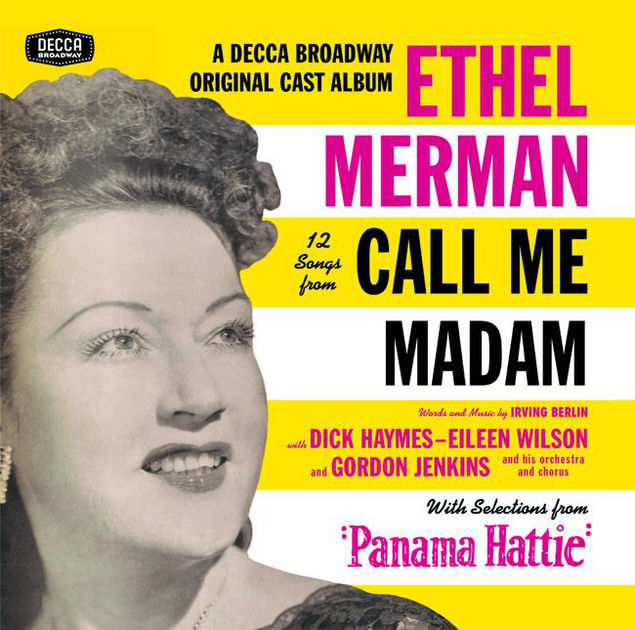 DECCA
BROADWAY
A DECCA BROADWAY
ORIGINAL CAST ALBUM
ETHEL
MERMAN
12
Songs
from
CALL ME
MADAM
Words and Music by IRVING BERLIN
with DICK HAYMES–EILEEN WILSON
and GORDON JENKINS and his orchestra
and chorus
With Selections from
"Panama Hattie"